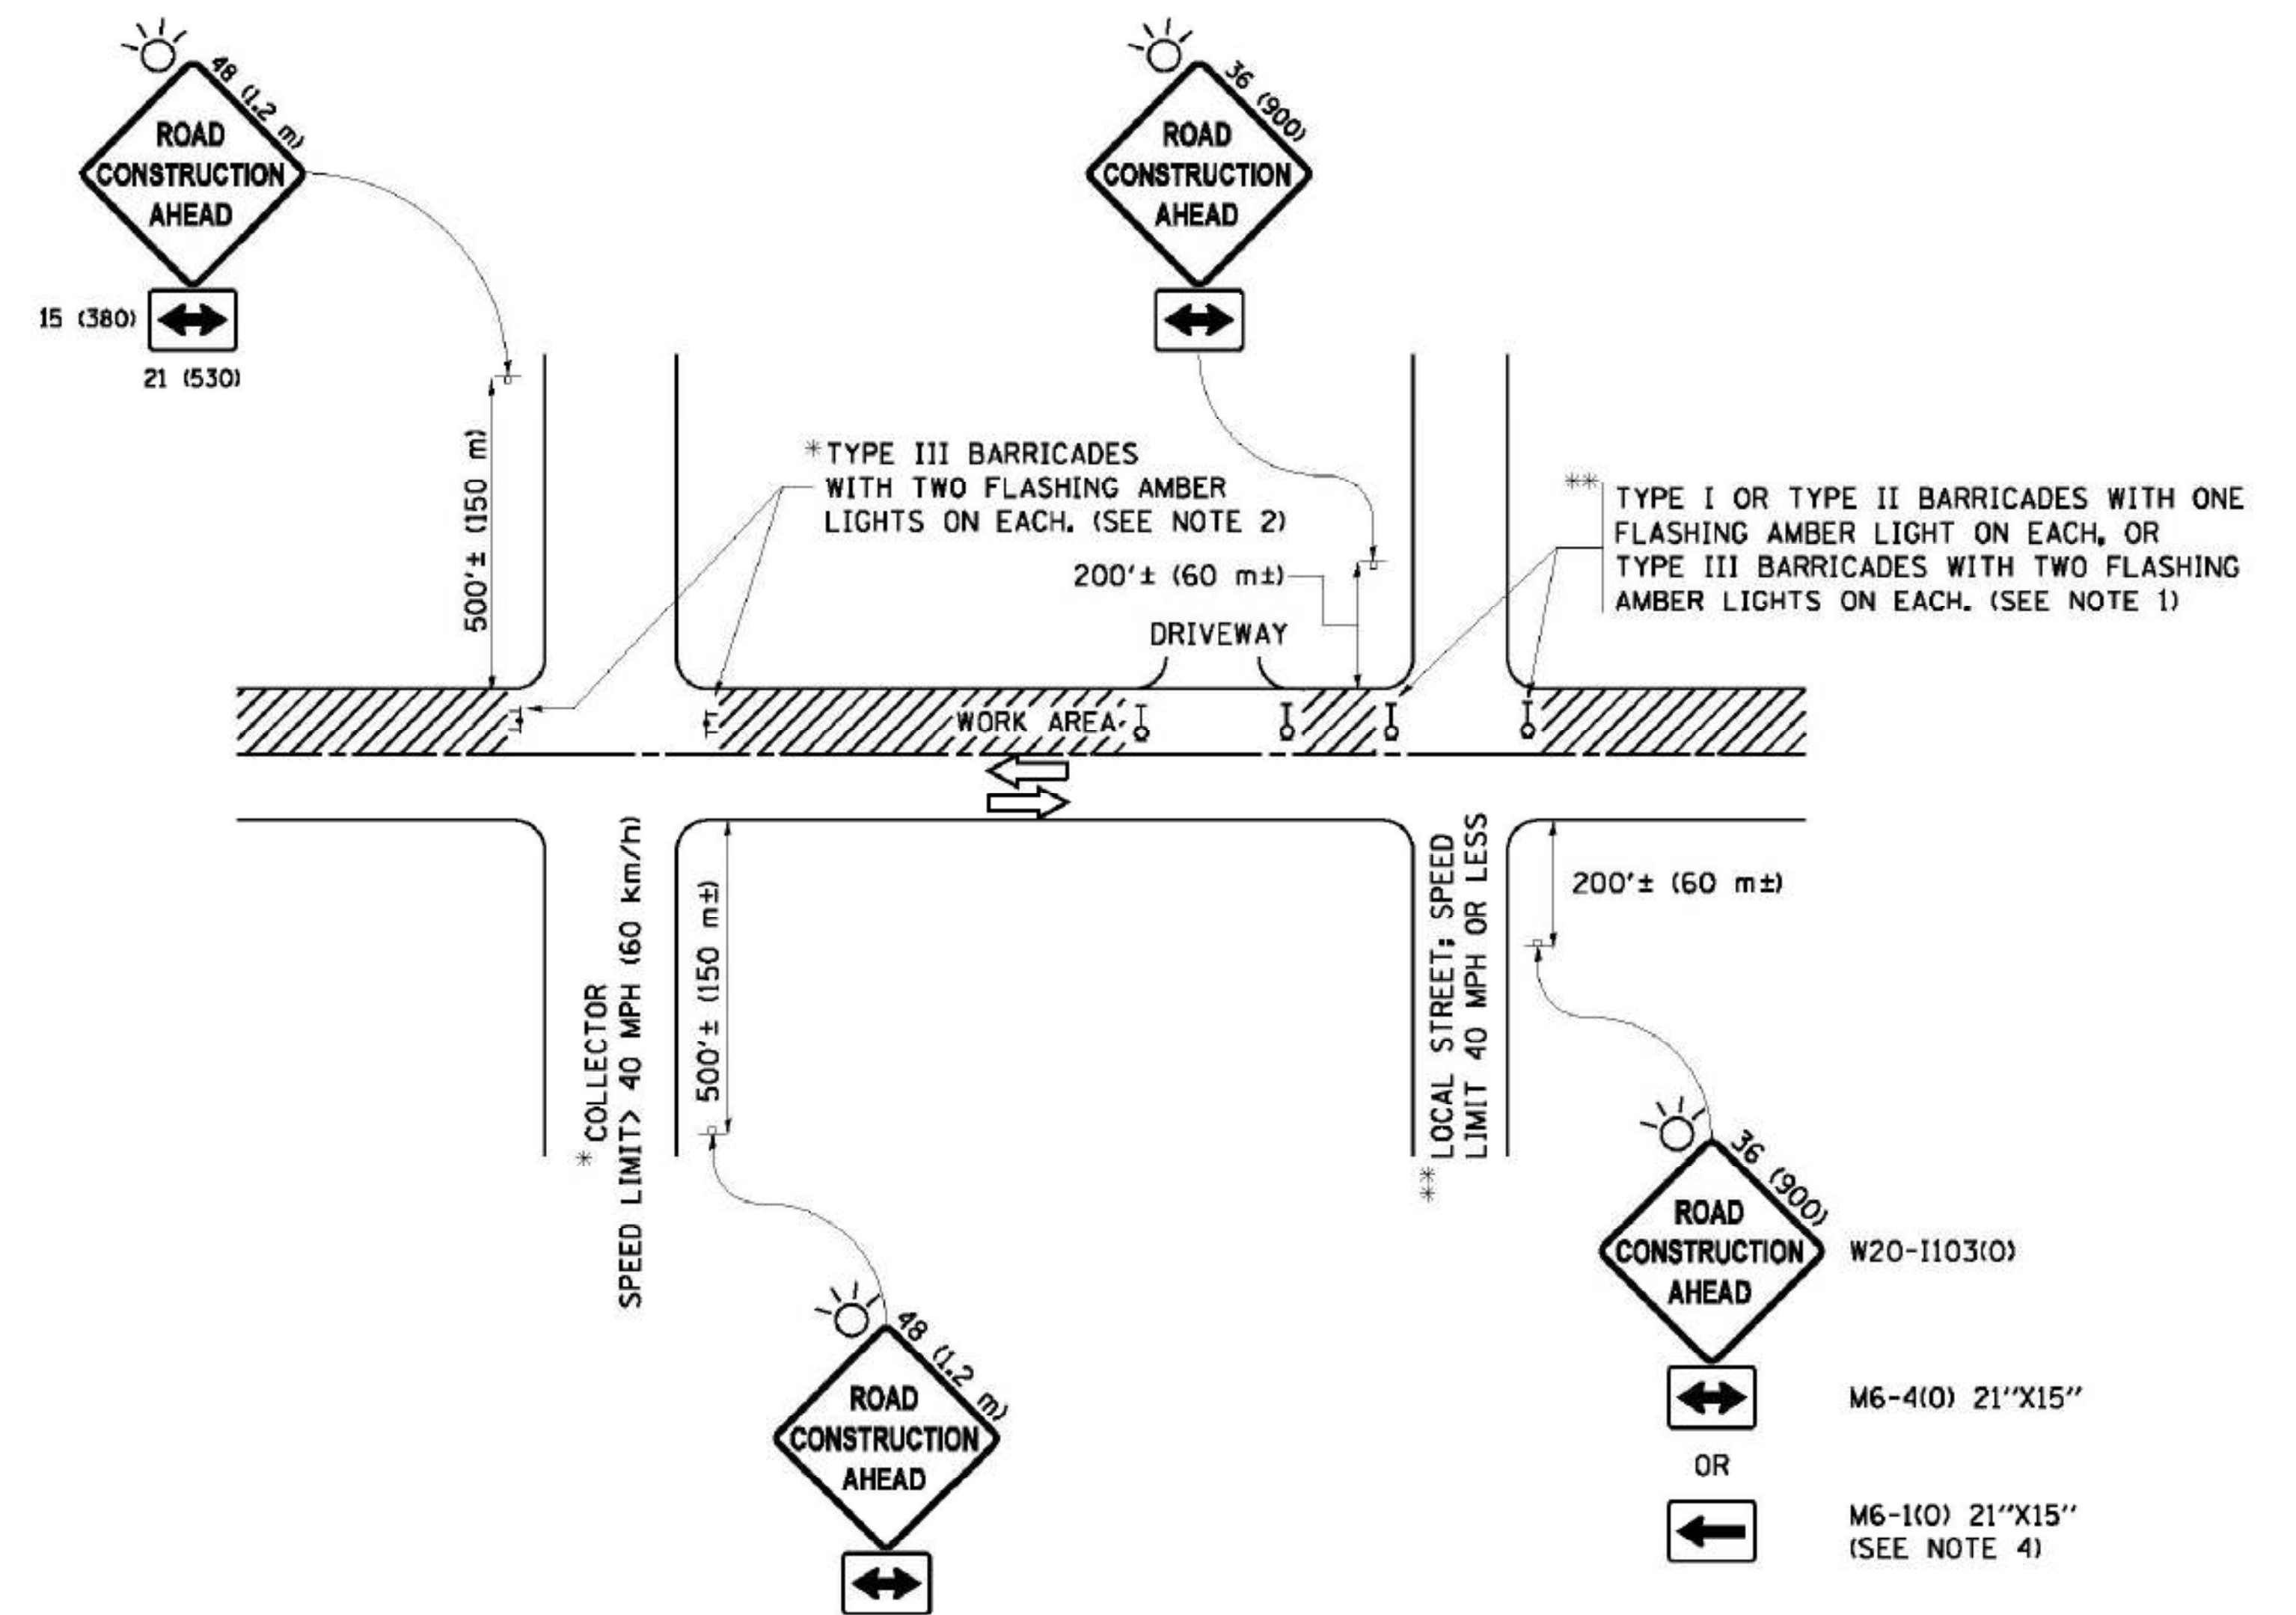 48 (1.2 m)
ROAD
CONSTRUCTION
AHEAD
15 (380)
21 (530)
36 (900)
ROAD
CONSTRUCTION
AHEAD
500'± (150 m)
*TYPE III BARRICADES
WITH TWO FLASHING AMBER
LIGHTS ON EACH. (SEE NOTE 2)
200'± (60 m±)
DRIVEWAY
** TYPE I OR TYPE II BARRICADES WITH ONE
FLASHING AMBER LIGHT ON EACH, OR
TYPE III BARRICADES WITH TWO FLASHING
AMBER LIGHTS ON EACH. (SEE NOTE 1)
WORK AREA
* COLLECTOR
SPEED LIMIT> 40 MPH (60 km/h)
500'± (150 m±)
** LOCAL STREET; SPEED
LIMIT 40 MPH OR LESS
200'± (60 m±)
48 (1.2 m)
ROAD
CONSTRUCTION
AHEAD
36 (900)
ROAD
CONSTRUCTION
AHEAD
W20-I103(O)
M6-4(O) 21''X15''
OR
M6-1(O) 21''X15''
(SEE NOTE 4)